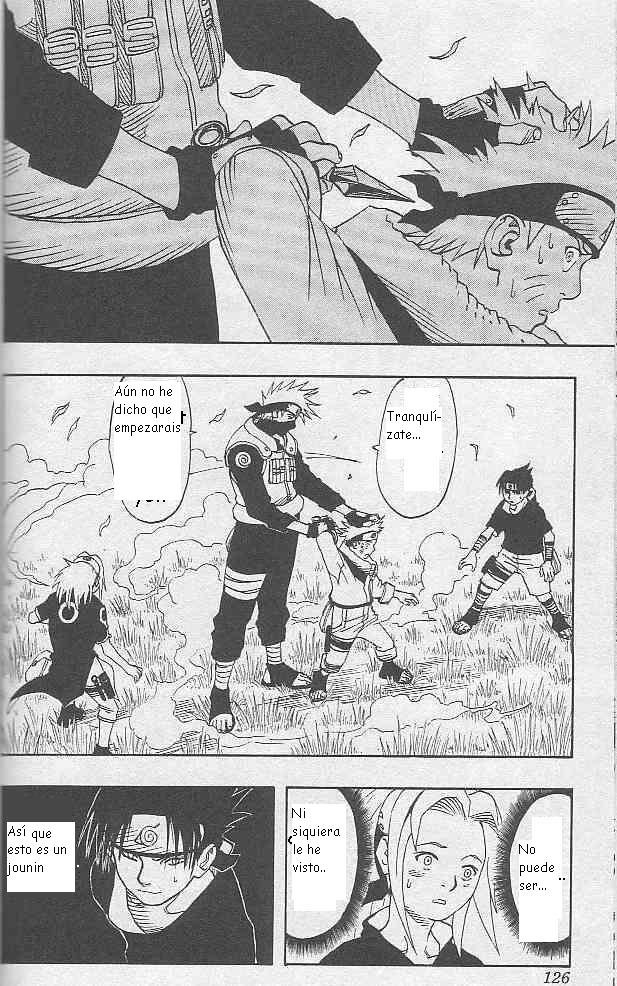 Tranquí-
zate...
Aún no he
dicho que
empezarais
No
puede
ser...
Ni
siquiera
le he
visto..
Así que
esto es un
jounin
126